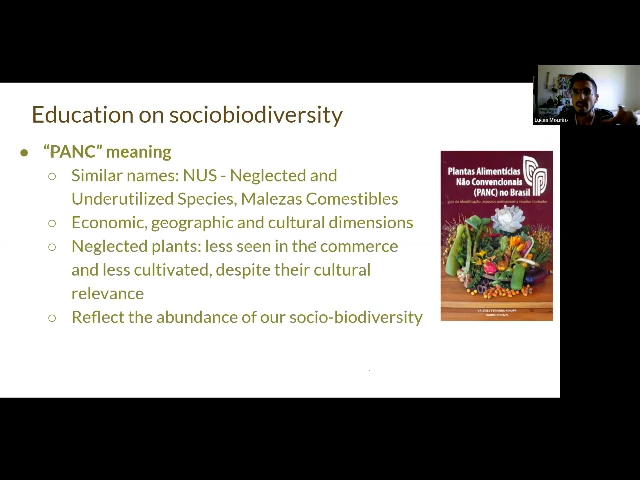 Education on sociobiodiversity
● “PANC” meaning
○ Similar names: NUS - Neglected and
Underutilized Species, Malezas Comestibles
○ Economic, geographic and cultural dimensions
○ Neglected plants: less seen in the commerce
and less cultivated, despite their cultural
relevance
○ Reflect the abundance of our socio-biodiversity
Plantas Alimentícias
Não Convencionais
(PANC) no Brasil